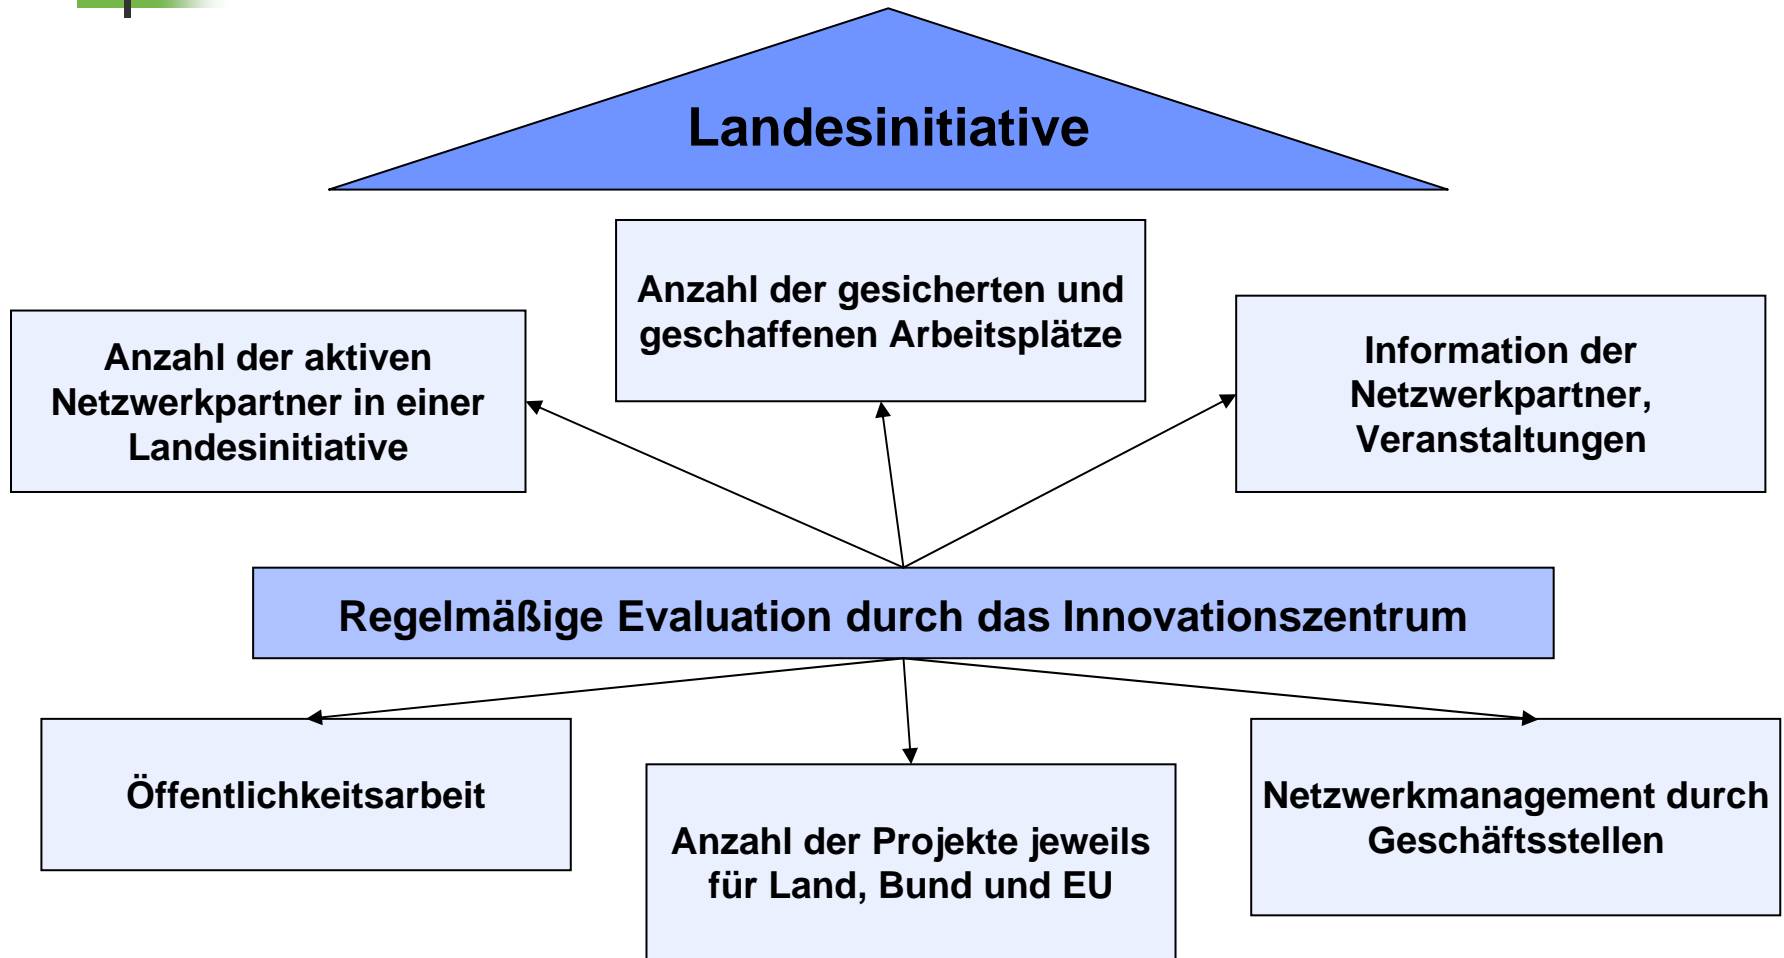 Landesinitiative
Anzahl der gesicherten und
geschaffenen Arbeitsplätze
Anzahl der aktiven
Netzwerkpartner in einer
Landesinitiative
Information der
Netzwerkpartner,
Veranstaltungen
Regelmäßige Evaluation durch das Innovationszentrum
Öffentlichkeitsarbeit
Anzahl der Projekte jeweils
für Land, Bund und EU
Netzwerkmanagement durch
Geschäftsstellen